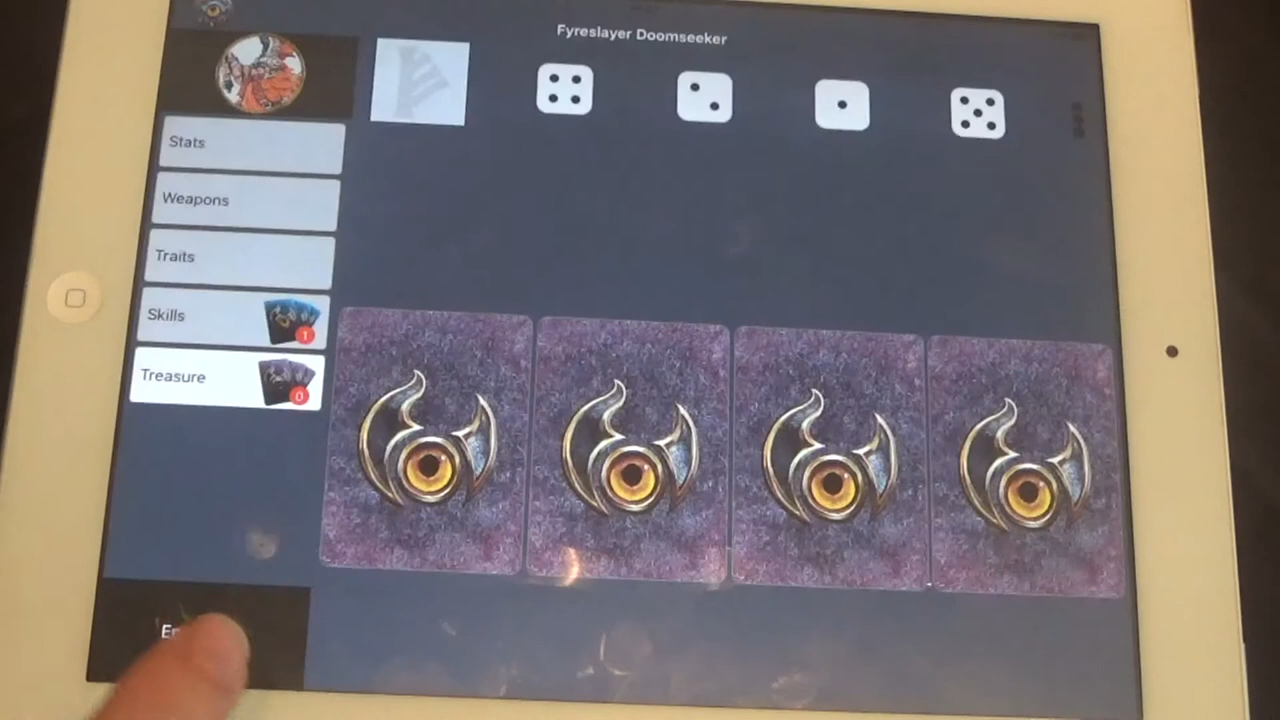 Fyreslayer Doomseeker
Stats
Weapons
Traits
Skills
1
Treasure
0